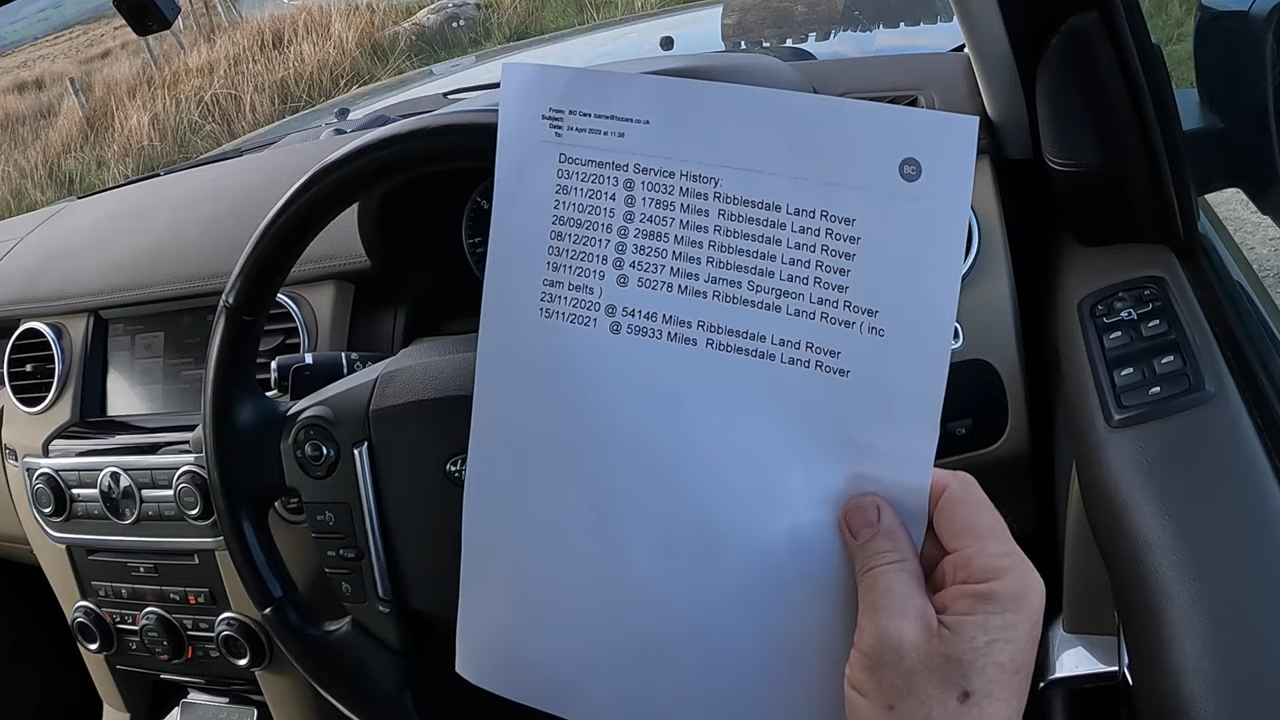 From: BC Cars barrie@bccars.co.uk
Subject:
Date: 24 April 2022 at 11:38
To:
BC
Documented Service History:
03/12/2013 @ 10032 Miles Ribblesdale Land Rover
26/11/2014 @ 17895 Miles Ribblesdale Land Rover
21/10/2015 @ 24057 Miles Ribblesdale Land Rover
26/09/2016 @ 29885 Miles Ribblesdale Land Rover
08/12/2017 @ 38250 Miles Ribblesdale Land Rover
03/12/2018 @ 45237 Miles James Spurgeon Land Rover
19/11/2019 @ 50278 Miles Ribblesdale Land Rover ( inc
cam belts )
23/11/2020 @ 54146 Miles Ribblesdale Land Rover
15/11/2021 @ 59933 Miles Ribblesdale Land Rover